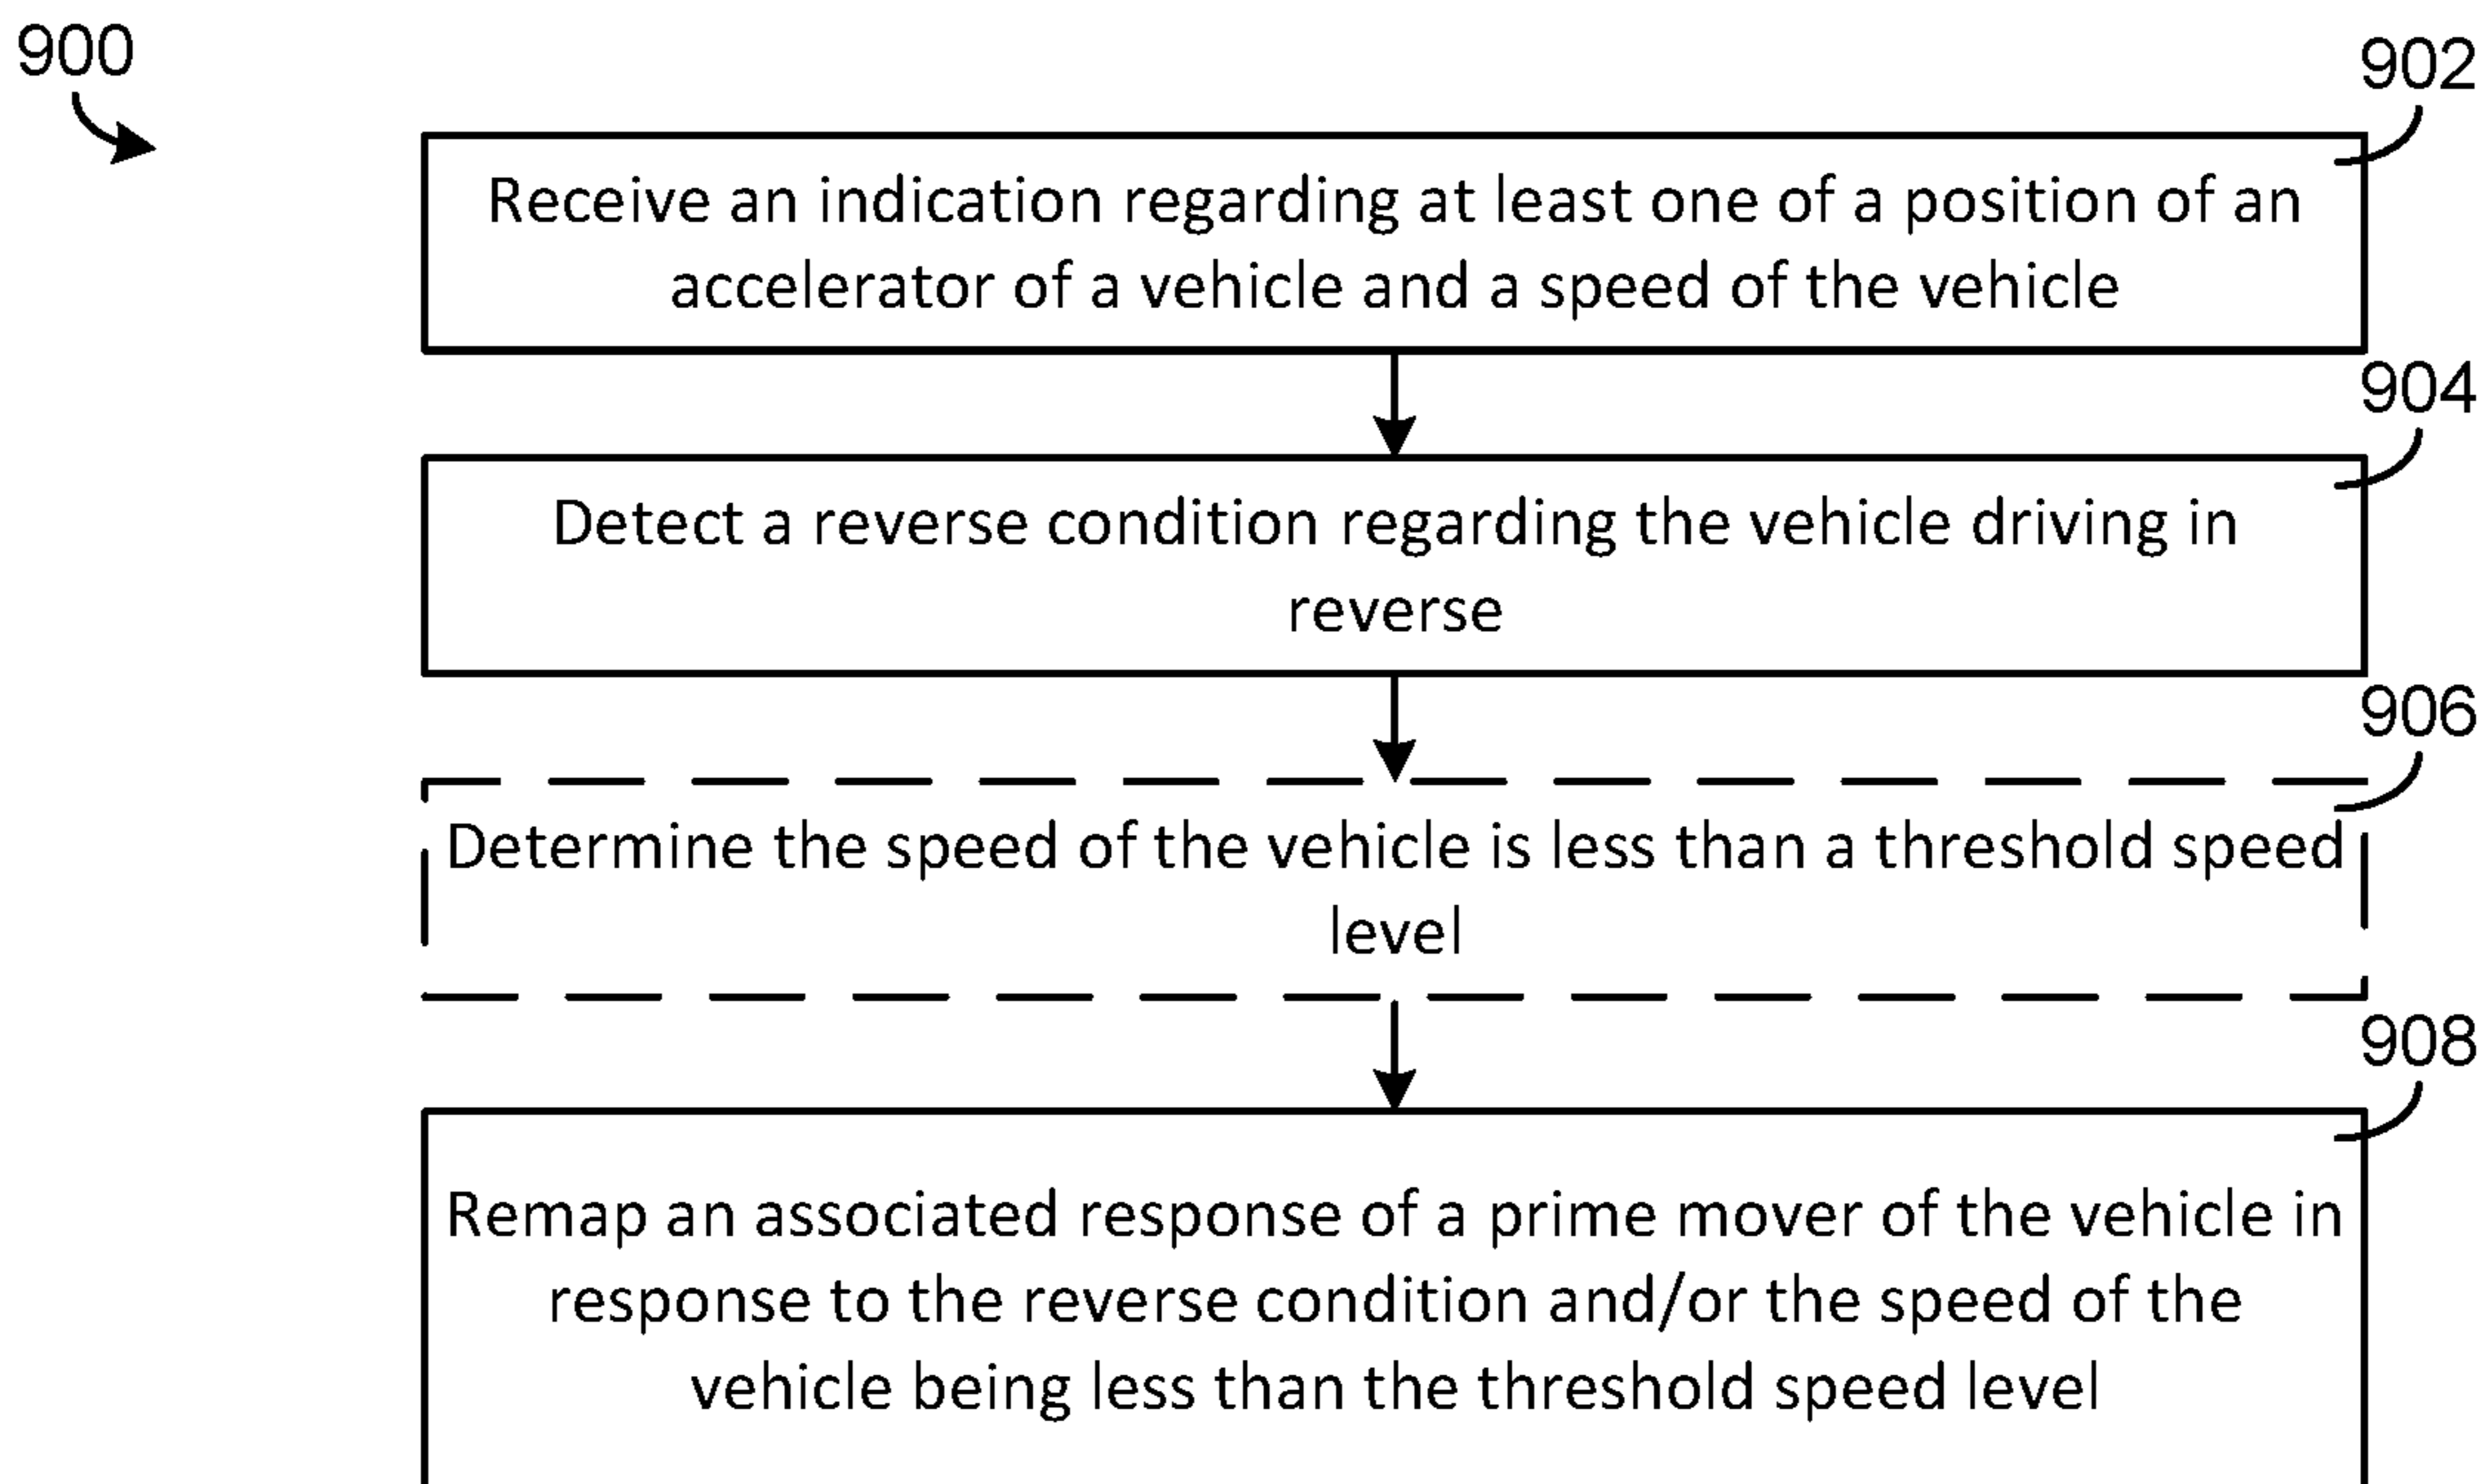 900
902
Receive an indication regarding at least one of a position of an
accelerator of a vehicle and a speed of the vehicle
904
Detect a reverse condition regarding the vehicle driving in
reverse
906
Determine the speed of the vehicle is less than a threshold speed
level
908
Remap an associated response of a prime mover of the vehicle in
response to the reverse condition and/or the speed of the
vehicle being less than the threshold speed level